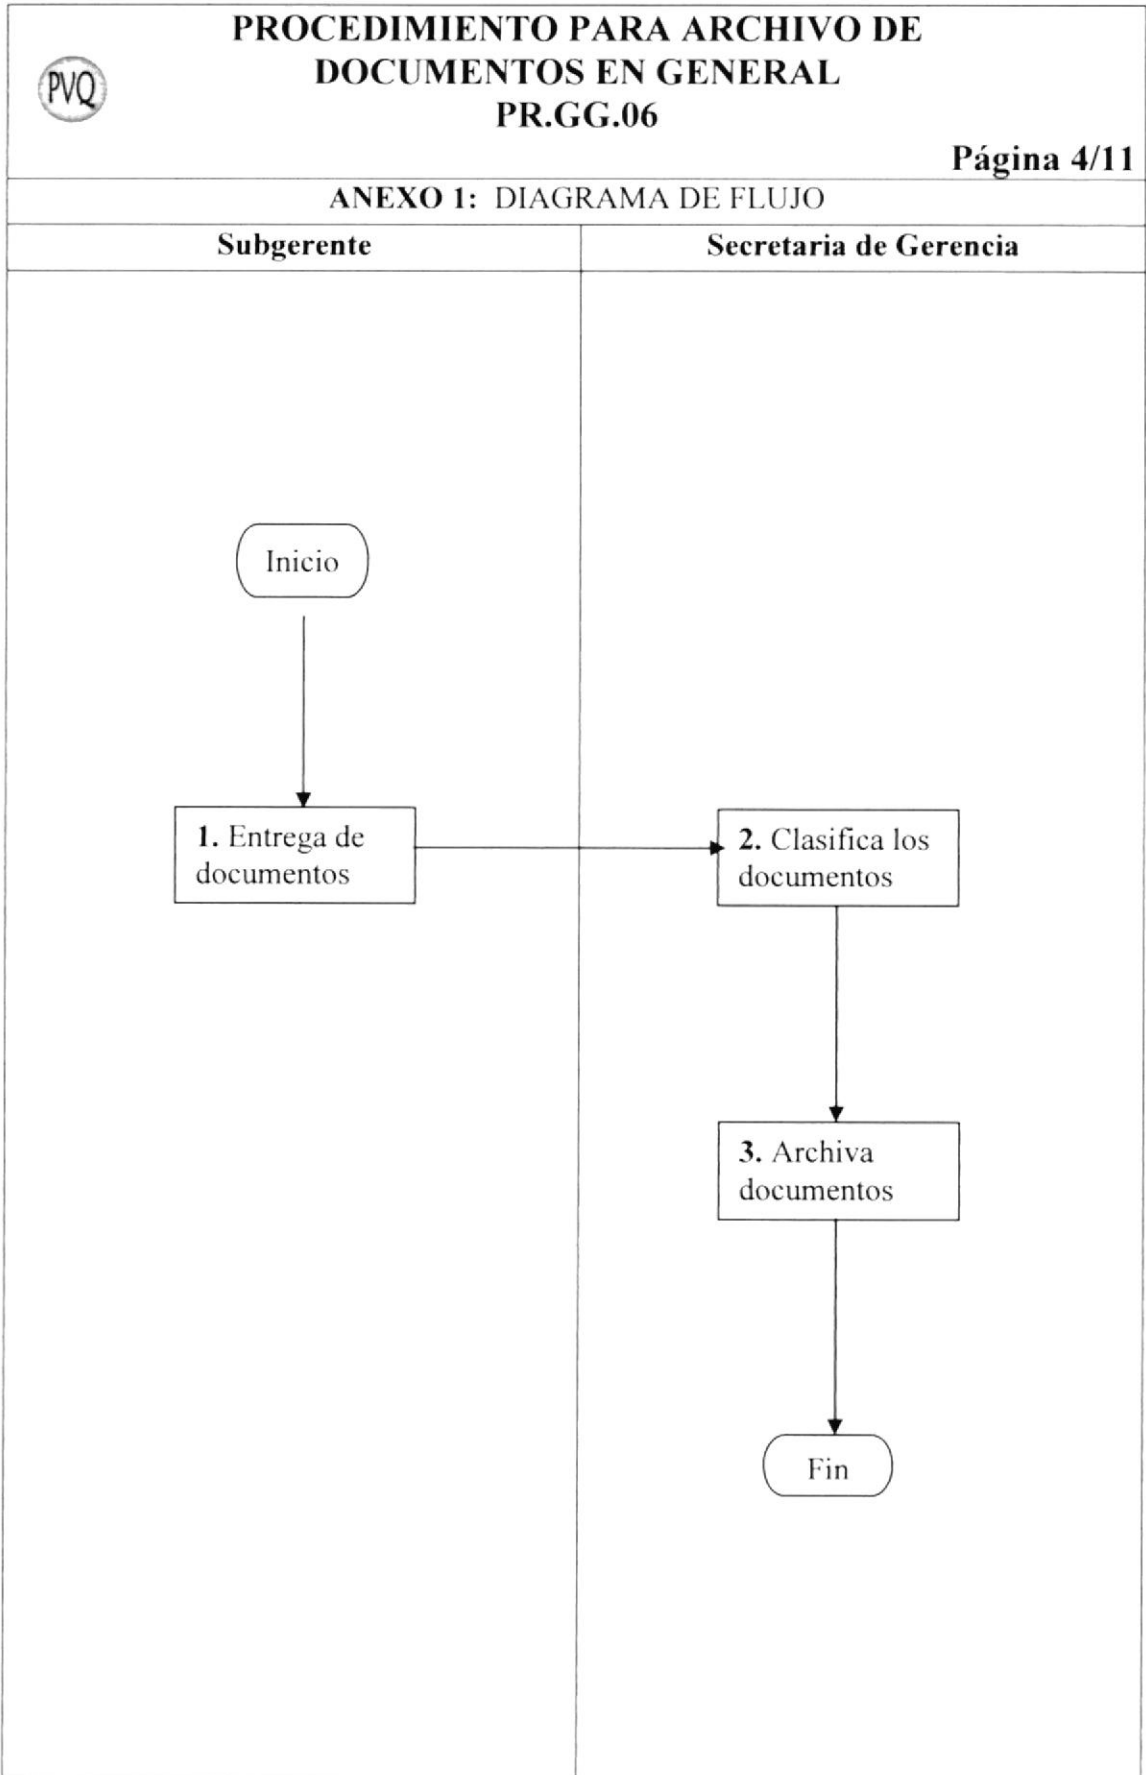 PROCEDIMIENTO PARA ARCHIVO DE
DOCUMENTOS EN GENERAL
PR.GG.06
PVQ
Página 4/11
ANEXO 1: DIAGRAMA DE FLUJO
Subgerente
Secretaria de Gerencia
Inicio
1. Entrega de
documentos
2. Clasifica los
documentos
3. Archiva
documentos
Fin